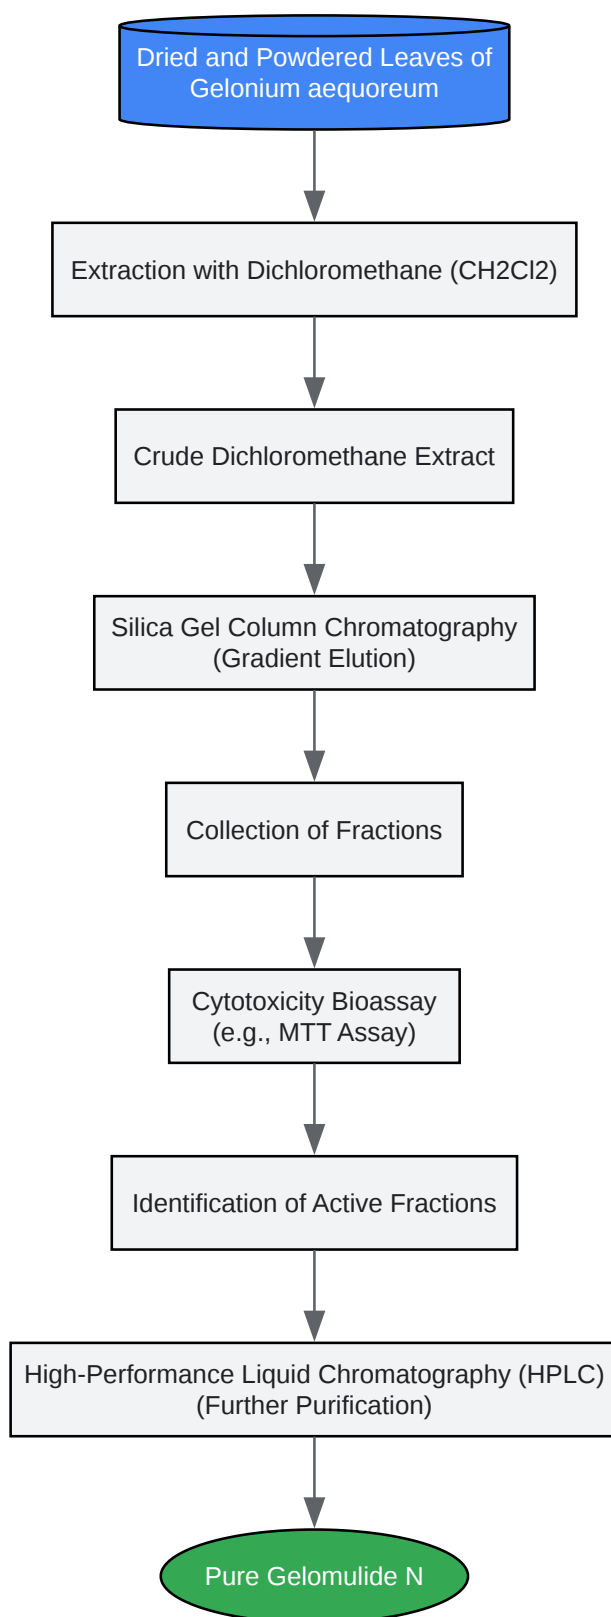 Dried and Powdered Leaves of
Gelonium aequoreum
Extraction with Dichloromethane (CH2Cl2)
Crude Dichloromethane Extract
Silica Gel Column Chromatography
(Gradient Elution)
Collection of Fractions
Cytotoxicity Bioassay
(e.g., MTT Assay)
Identification of Active Fractions
High-Performance Liquid Chromatography (HPLC)
(Further Purification)
Pure Gelomulide N